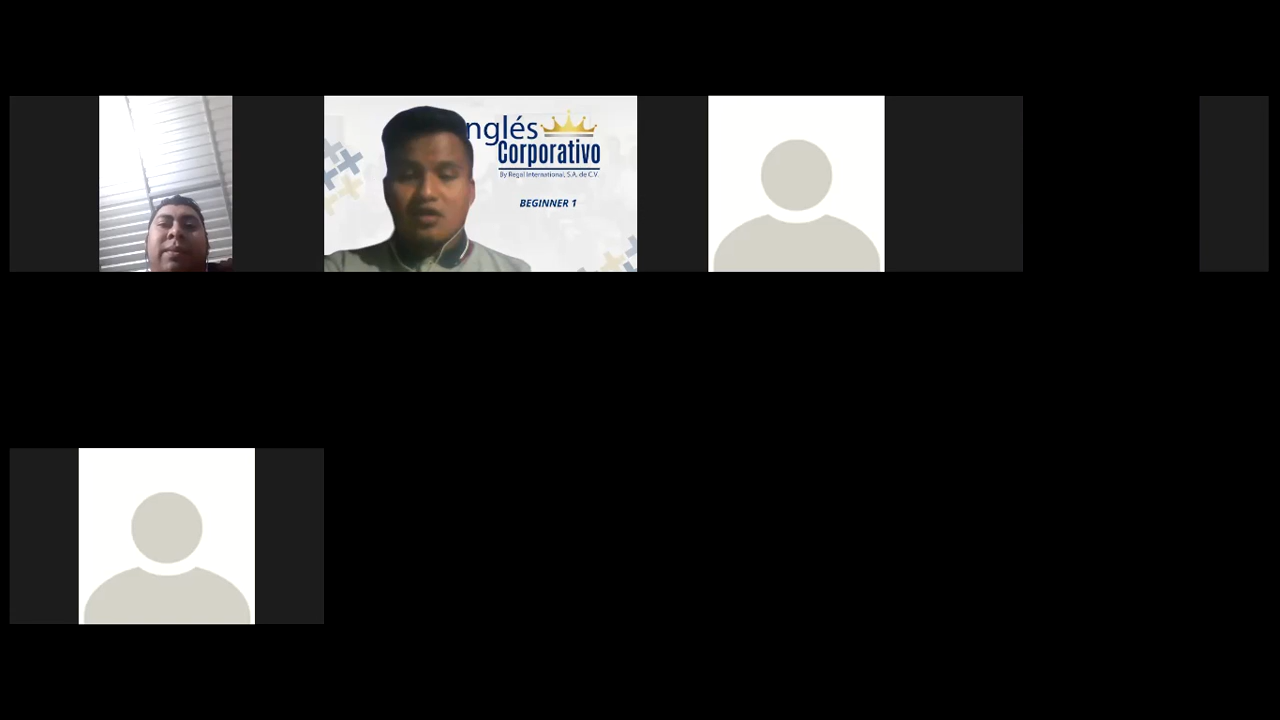 nglés
Corporativo
By Regal International, S.A. de C.V.
BEGINNER 1